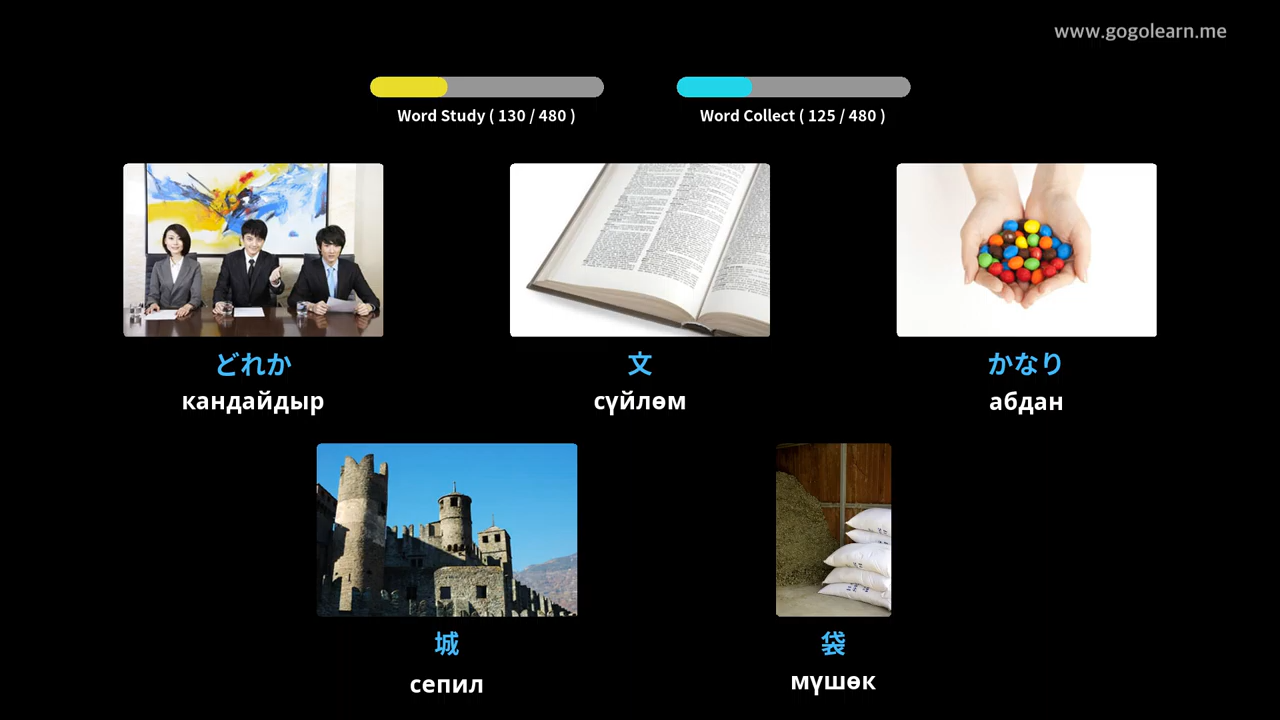 www.gogolearn.me
Word Study ( 130 / 480 )
Word Collect ( 125 / 480 )
どれか
кандайдыр
文
сүйлөм
かなり
абдан
城
сепил
袋
мүшөк